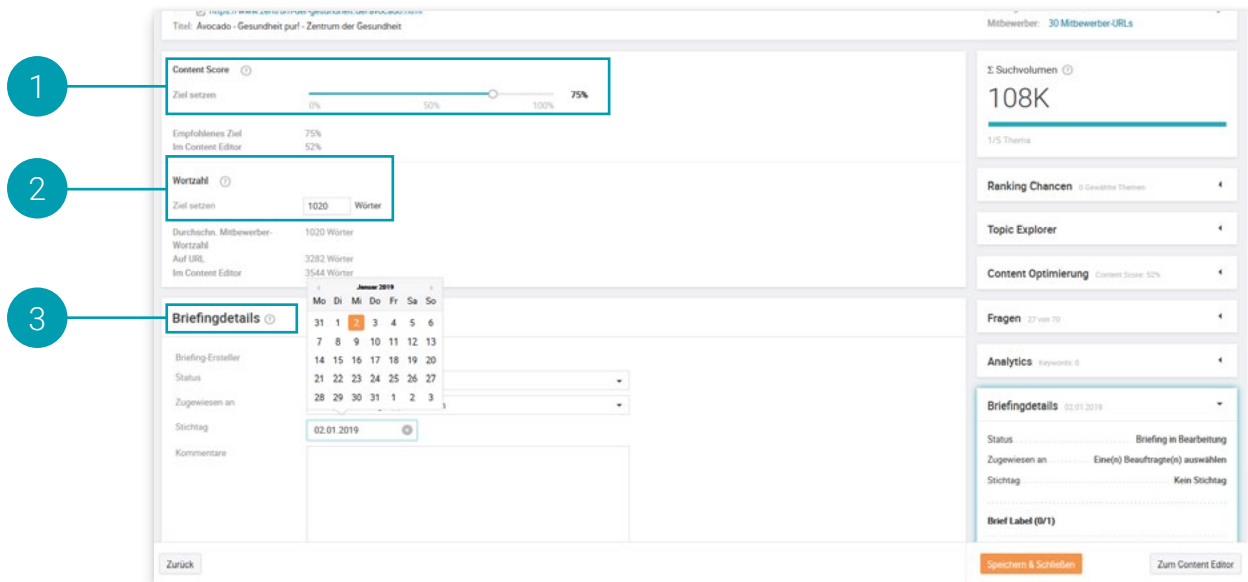 https://www.zentrum-der-gesundheit.de/avocado.html
Titel: Avocado - Gesundheit pur! - Zentrum der Gesundheit
Mitbewerber: 30 Mitbewerber-URLs
1
Content Score ?
Ziel setzen 75%
0% 50% 100%
Empfohlenes Ziel 75%
Im Content Editor 52%
2
Wortzahl ?
Ziel setzen 1020 Wörter
Durchschn. Mitbewerber- 1020 Wörter
Wortzahl
Auf URL 3282 Wörter
Im Content Editor 3544 Wörter
3
Briefingdetails ?
Briefing-Ersteller
Status
Zugewiesen an
Stichtag 02.01.2019
Kommentare
Januar 2019
Mo Di Mi Do Fr Sa So
31 1 2 3 4 5 6
7 8 9 10 11 12 13
14 15 16 17 18 19 20
21 22 23 24 25 26 27
28 29 30 31 1 2 3
Σ Suchvolumen ?
108K
1/5 Thema
Ranking Chancen 0 Gewählte Themen
Topic Explorer
Content Optimierung Content Score: 52%
Fragen 27 von 70
Analytics Keywords: 0
Briefingdetails 02.01.2019
Status Briefing in Bearbeitung
Zugewiesen an Eine(n) Beauftragte(n) auswählen
Stichtag Kein Stichtag
Brief Label (0/1)
Zurück
Speichern & Schließen
Zum Content Editor